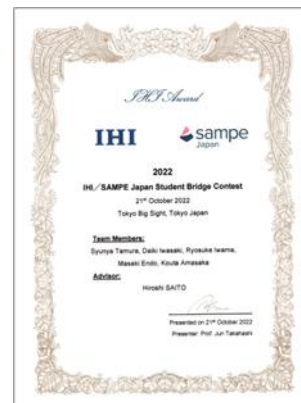 IHI Award
IHI
sampe
Japan
2022
IHI／SAMPE Japan Student Bridge Contest
21st October 2022
Tokyo Big Sight, Tokyo Japan
Team Members:
Syunya Tamura, Daiki Iwasaki, Ryosuke Iwama,
Masaki Endo, Kouta Amasaka
Advisor:
Hiroshi SAITO
Presented on 21st October 2022
Presenter: Prof. Jun Takahashi